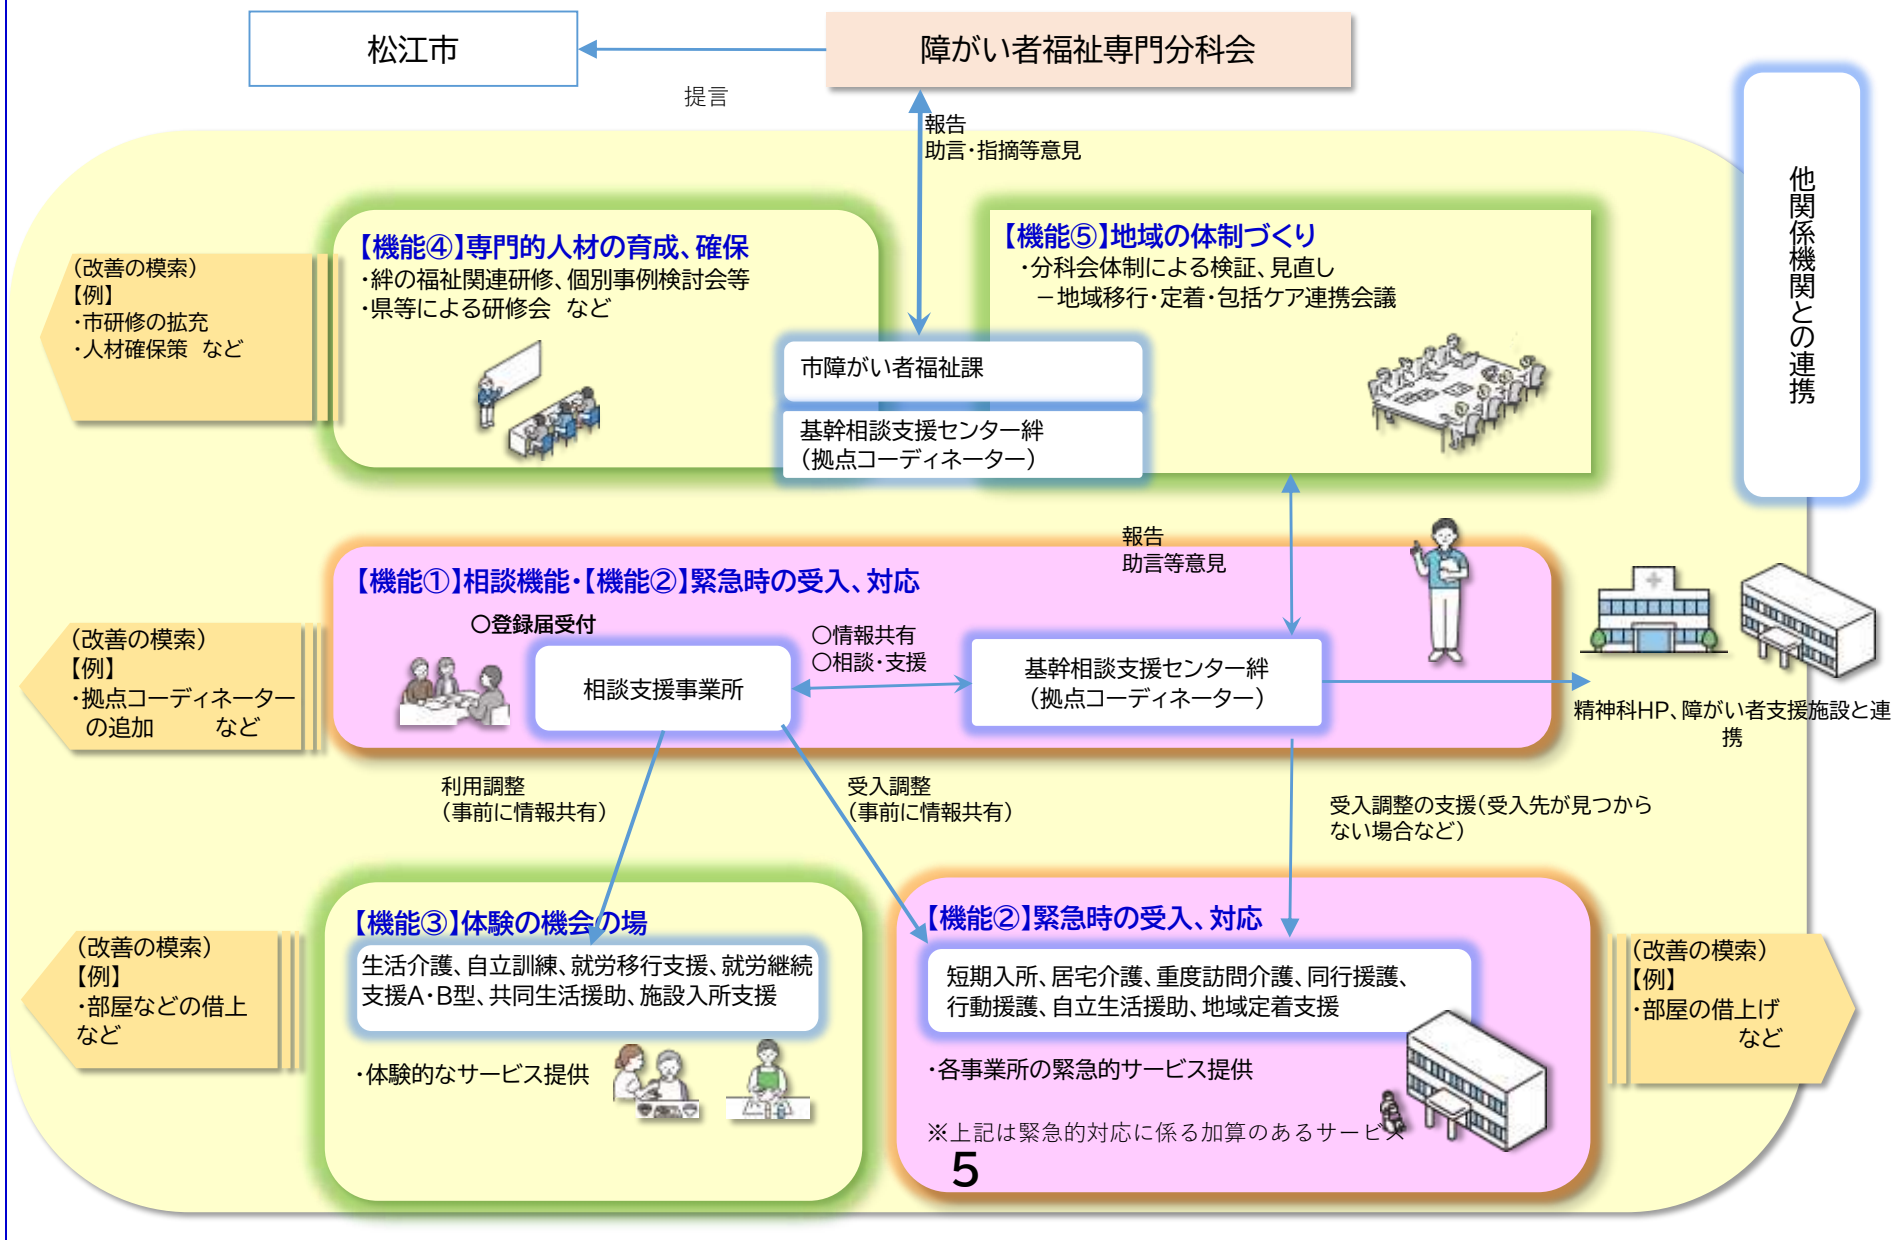 松江市
障がい者福祉専門分科会
提言
報告
助言・指摘等意見
他関係機関との連携
【機能④】専門的人材の育成、確保
・絆の福祉関連研修、個別事例検討会等
・県等による研修会　など
【機能⑤】地域の体制づくり
・分科会体制による検証、見直し
－地域移行・定着・包括ケア連携会議
（改善の模索）
【例】
・市研修の拡充
・人材確保策　など
市障がい者福祉課
基幹相談支援センター絆
（拠点コーディネーター）
報告
助言等意見
【機能①】相談機能・【機能②】緊急時の受入、対応
○登録届受付
○情報共有
○相談・支援
相談支援事業所
基幹相談支援センター絆
（拠点コーディネーター）
（改善の模索）
【例】
・拠点コーディネーター
の追加　　など
精神科HP、障がい者支援施設と連
携
利用調整
（事前に情報共有）
受入調整
（事前に情報共有）
受入調整の支援（受入先が見つから
ない場合など）
【機能③】体験の機会の場
生活介護、自立訓練、就労移行支援、就労継続
支援A・B型、共同生活援助、施設入所支援
・体験的なサービス提供
（改善の模索）
【例】
・部屋などの借上
など
【機能②】緊急時の受入、対応
短期入所、居宅介護、重度訪問介護、同行援護、
行動援護、自立生活援助、地域定着支援
・各事業所の緊急的サービス提供
※上記は緊急的対応に係る加算のあるサービス
5
（改善の模索）
【例】
・部屋の借上げ
など